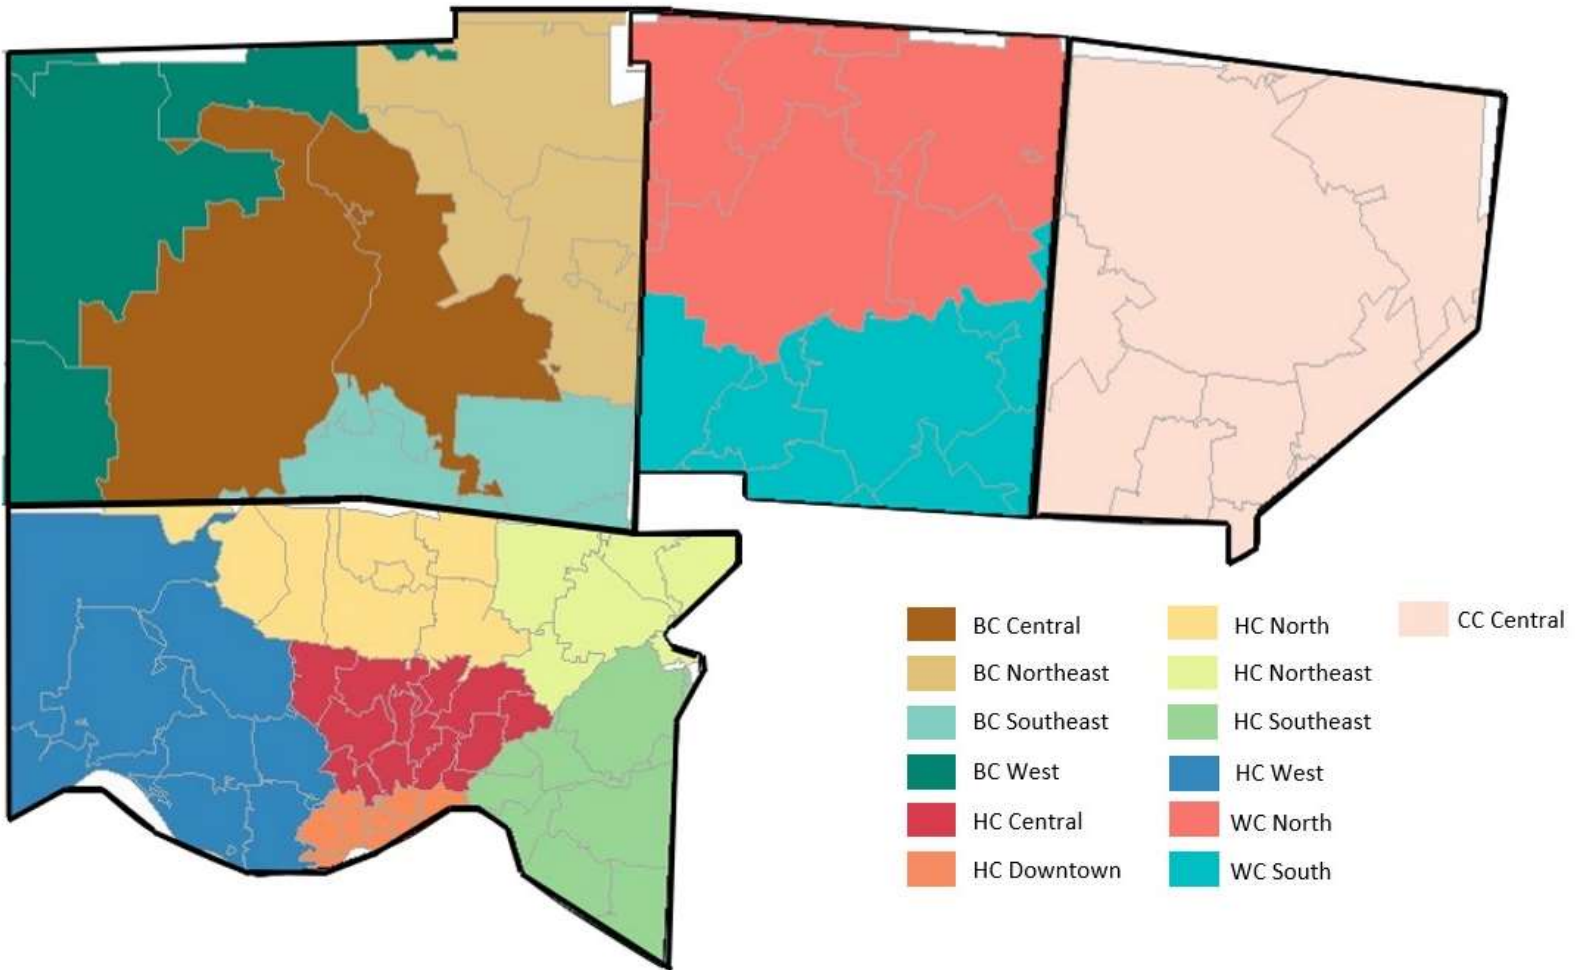 BC Central
BC Northeast
BC Southeast
BC West
HC Central
HC Downtown
HC North
HC Northeast
HC Southeast
HC West
WC North
WC South
CC Central